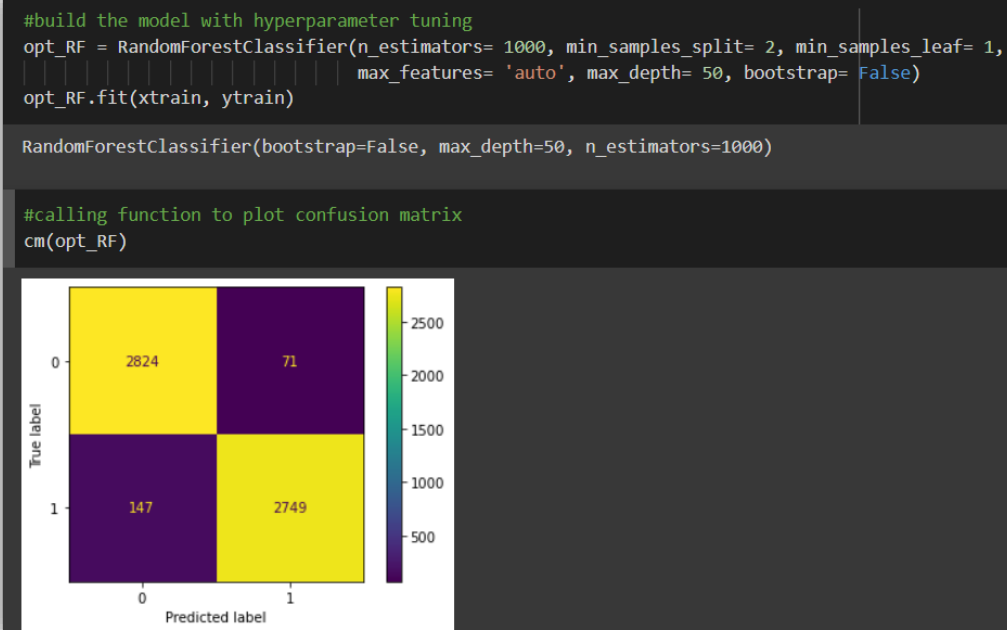 #build the model with hyperparameter tuning
opt_RF = RandomForestClassifier(n_estimators= 1000, min_samples_split= 2, min_samples_leaf= 1,
max_features= 'auto', max_depth= 50, bootstrap= False)
opt_RF.fit(xtrain, ytrain)
RandomForestClassifier(bootstrap=False, max_depth=50, n_estimators=1000)
#calling function to plot confusion matrix
cm(opt_RF)
2500
0 2824 71
2000
True label
1500
1000
1 147 2749
500
0 1
Predicted label